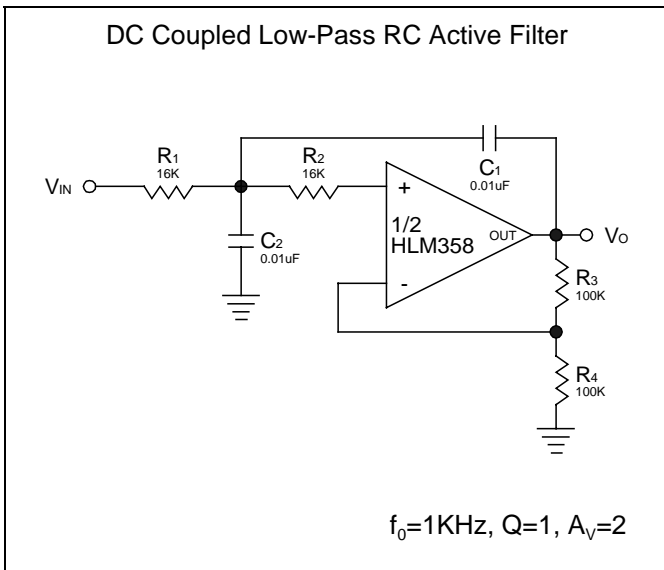 DC Coupled Low-Pass RC Active Filter
R1
16K
R2
16K
C1
0.01uF
VIN
+
1/2
HLM358
OUT
VO
C2
0.01uF
-
R3
100K
R4
100K
f0=1KHz, Q=1, AV=2